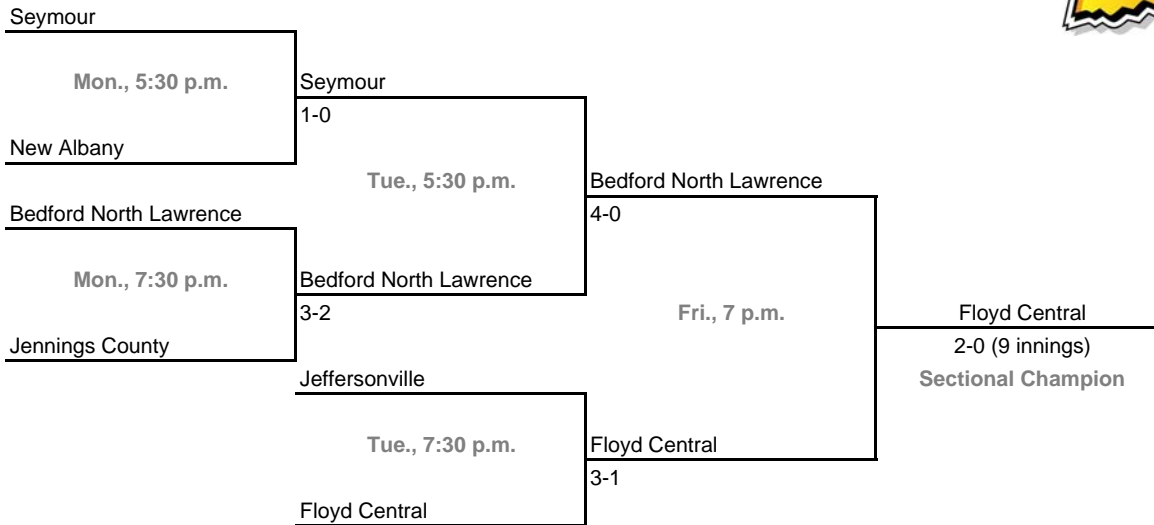 Seymour
Mon., 5:30 p.m.
Seymour
1-0
New Albany
Tue., 5:30 p.m.
Bedford North Lawrence
4-0
Bedford North Lawrence
Mon., 7:30 p.m.
Bedford North Lawrence
3-2
Jennings County
Fri., 7 p.m.
Floyd Central
2-0 (9 innings)
Sectional Champion
Jeffersonville
Tue., 7:30 p.m.
Floyd Central
3-1
Floyd Central